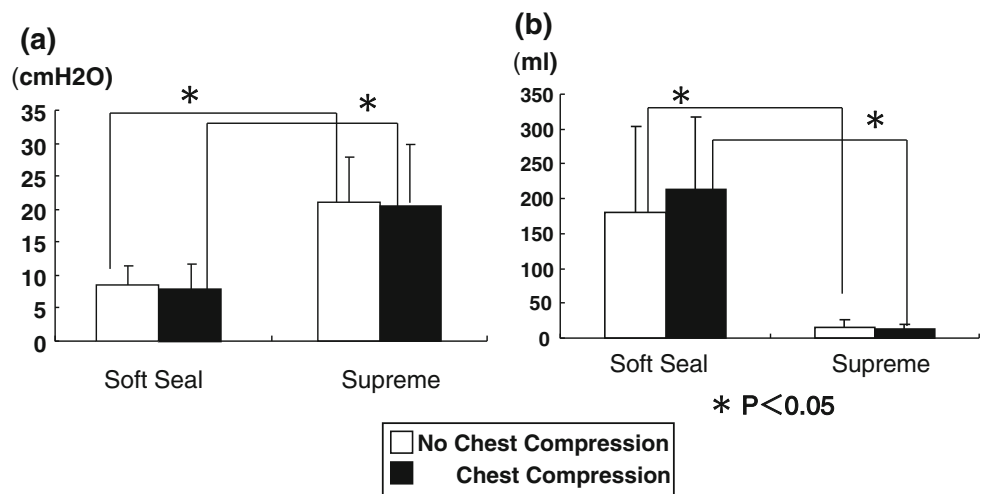 (a)
(cmH2O)
35
30
25
20
15
10
5
0
*
*
Soft Seal Supreme
(b)
(ml)
350
300
250
200
150
100
50
0
*
*
Soft Seal Supreme
* P<0.05
No Chest Compression
Chest Compression